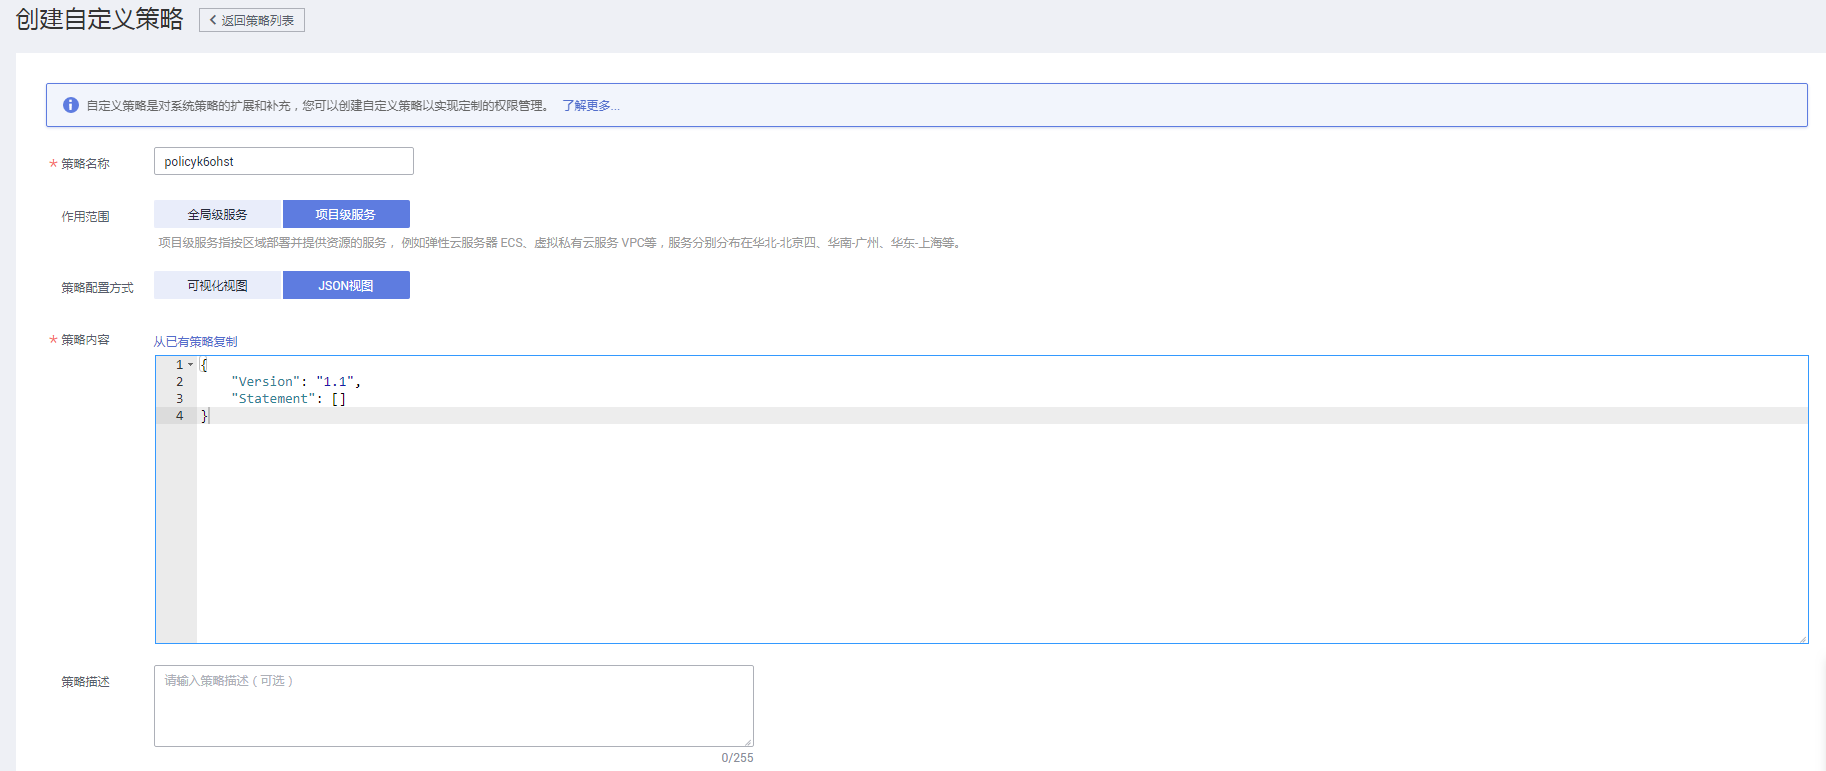 创建自定义策略 返回策略列表
自定义策略是对系统策略的扩展和补充，您可以创建自定义策略以实现定制的权限管理。 了解更多...
* 策略名称 policyk6ohst
作用范围 全局级服务 项目级服务
项目级服务指按区域部署并提供资源的服务，例如弹性云服务器 ECS、虚拟私有云服务 VPC等，服务分别分布在华北-北京四、华南-广州、华东-上海等。
策略配置方式 可视化视图 JSON视图
* 策略内容 从已有策略复制
1 {
2 "Version": "1.1",
3 "Statement": []
4 }
策略描述 请输入策略描述（可选）
0/255